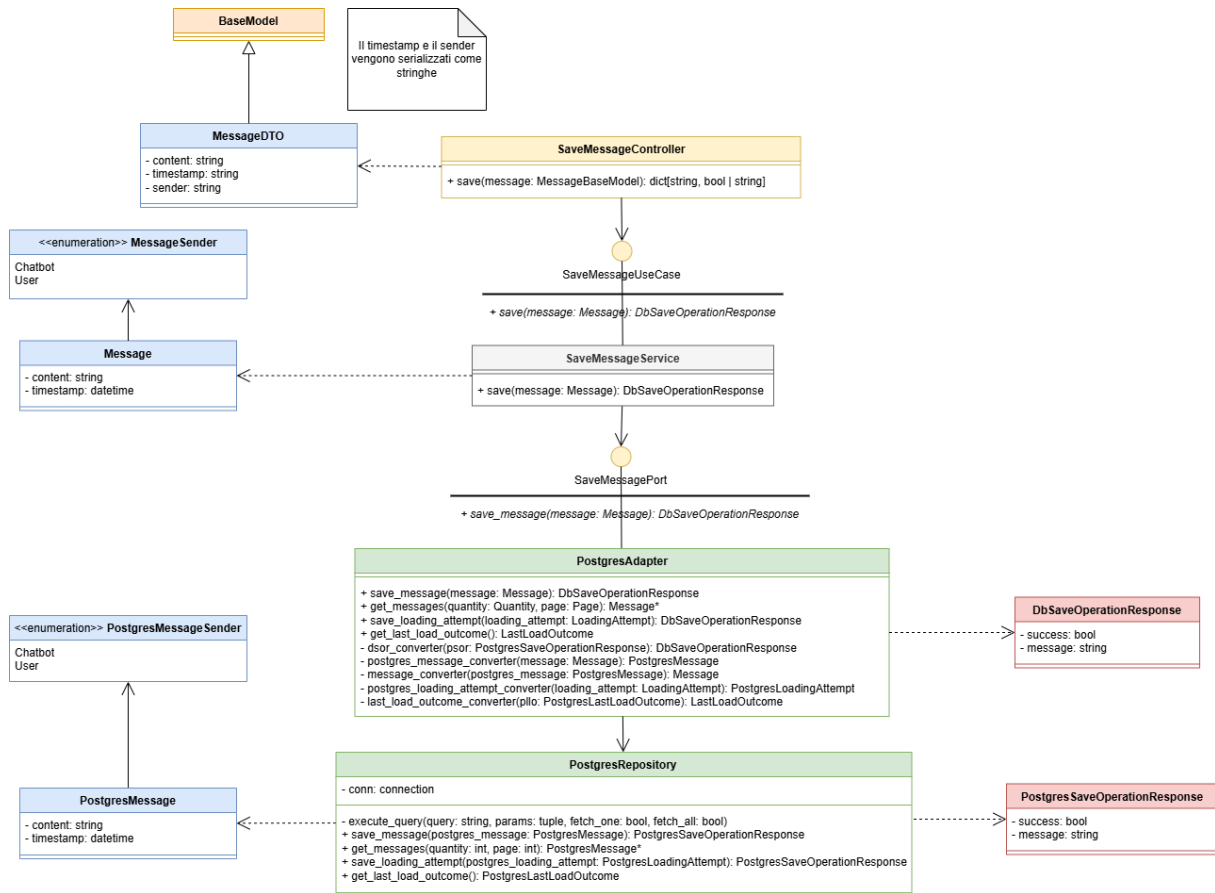 BaseModel
Il timestamp e il sender
vengono serializzati come
stringhe
MessageDTO
- content: string
- timestamp: string
- sender: string
SaveMessageController
+ save(message: MessageBaseModel): dict[string, bool | string]
<<enumeration>> MessageSender
Chatbot
User
SaveMessageUseCase
+ save(message: Message): DbSaveOperationResponse
Message
- content: string
- timestamp: datetime
SaveMessageService
+ save(message: Message): DbSaveOperationResponse
SaveMessagePort
+ save_message(message: Message): DbSaveOperationResponse
PostgresAdapter
+ save_message(message: Message): DbSaveOperationResponse
+ get_messages(quantity: Quantity, page: Page): Message*
+ save_loading_attempt(loading_attempt: LoadingAttempt): DbSaveOperationResponse
+ get_last_load_outcome(): LastLoadOutcome
- dsor_converter(psor: PostgresSaveOperationResponse): DbSaveOperationResponse
- postgres_message_converter(message: Message): PostgresMessage
- message_converter(postgres_message: PostgresMessage): Message
- postgres_loading_attempt_converter(loading_attempt: LoadingAttempt): PostgresLoadingAttempt
- last_load_outcome_converter(pllo: PostgresLastLoadOutcome): LastLoadOutcome
DbSaveOperationResponse
- success: bool
- message: string
<<enumeration>> PostgresMessageSender
Chatbot
User
PostgresRepository
- conn: connection
- execute_query(query: string, params: tuple, fetch_one: bool, fetch_all: bool)
+ save_message(postgres_message: PostgresMessage): PostgresSaveOperationResponse
+ get_messages(quantity: int, page: int): PostgresMessage*
+ save_loading_attempt(postgres_loading_attempt: PostgresLoadingAttempt): PostgresSaveOperationResponse
+ get_last_load_outcome(): PostgresLastLoadOutcome
PostgresMessage
- content: string
- timestamp: datetime
PostgresSaveOperationResponse
- success: bool
- message: string